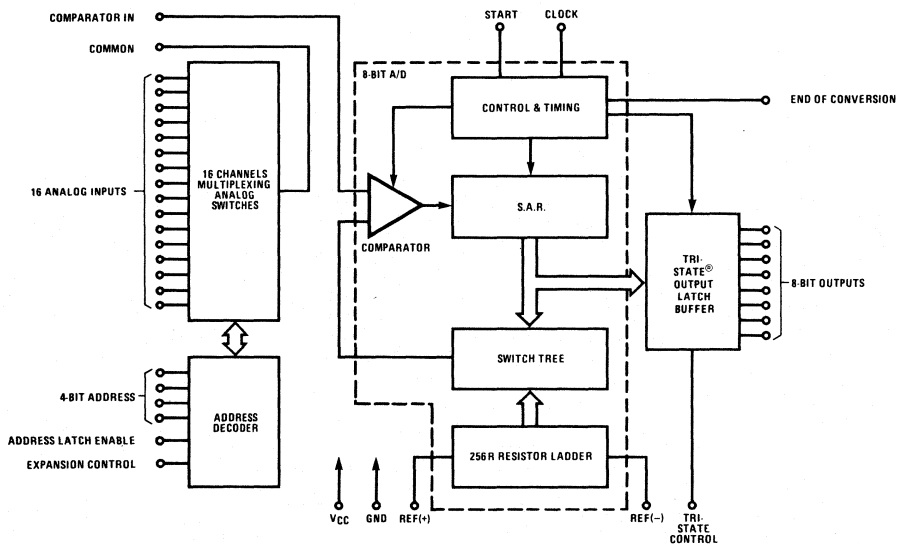 COMPARATOR IN
COMMON
START
CLOCK
8-BIT A/D
CONTROL & TIMING
END OF CONVERSION
16 ANALOG INPUTS
16 CHANNELS
MULTIPLEXING
ANALOG
SWITCHES
S.A.R.
COMPARATOR
TRI-
STATE®
OUTPUT
LATCH
BUFFER
8-BIT OUTPUTS
SWITCH TREE
4-BIT ADDRESS
ADDRESS
DECODER
ADDRESS LATCH ENABLE
EXPANSION CONTROL
256R RESISTOR LADDER
VCC
GND
REF(+)
REF(−)
TRI-
STATE
CONTROL